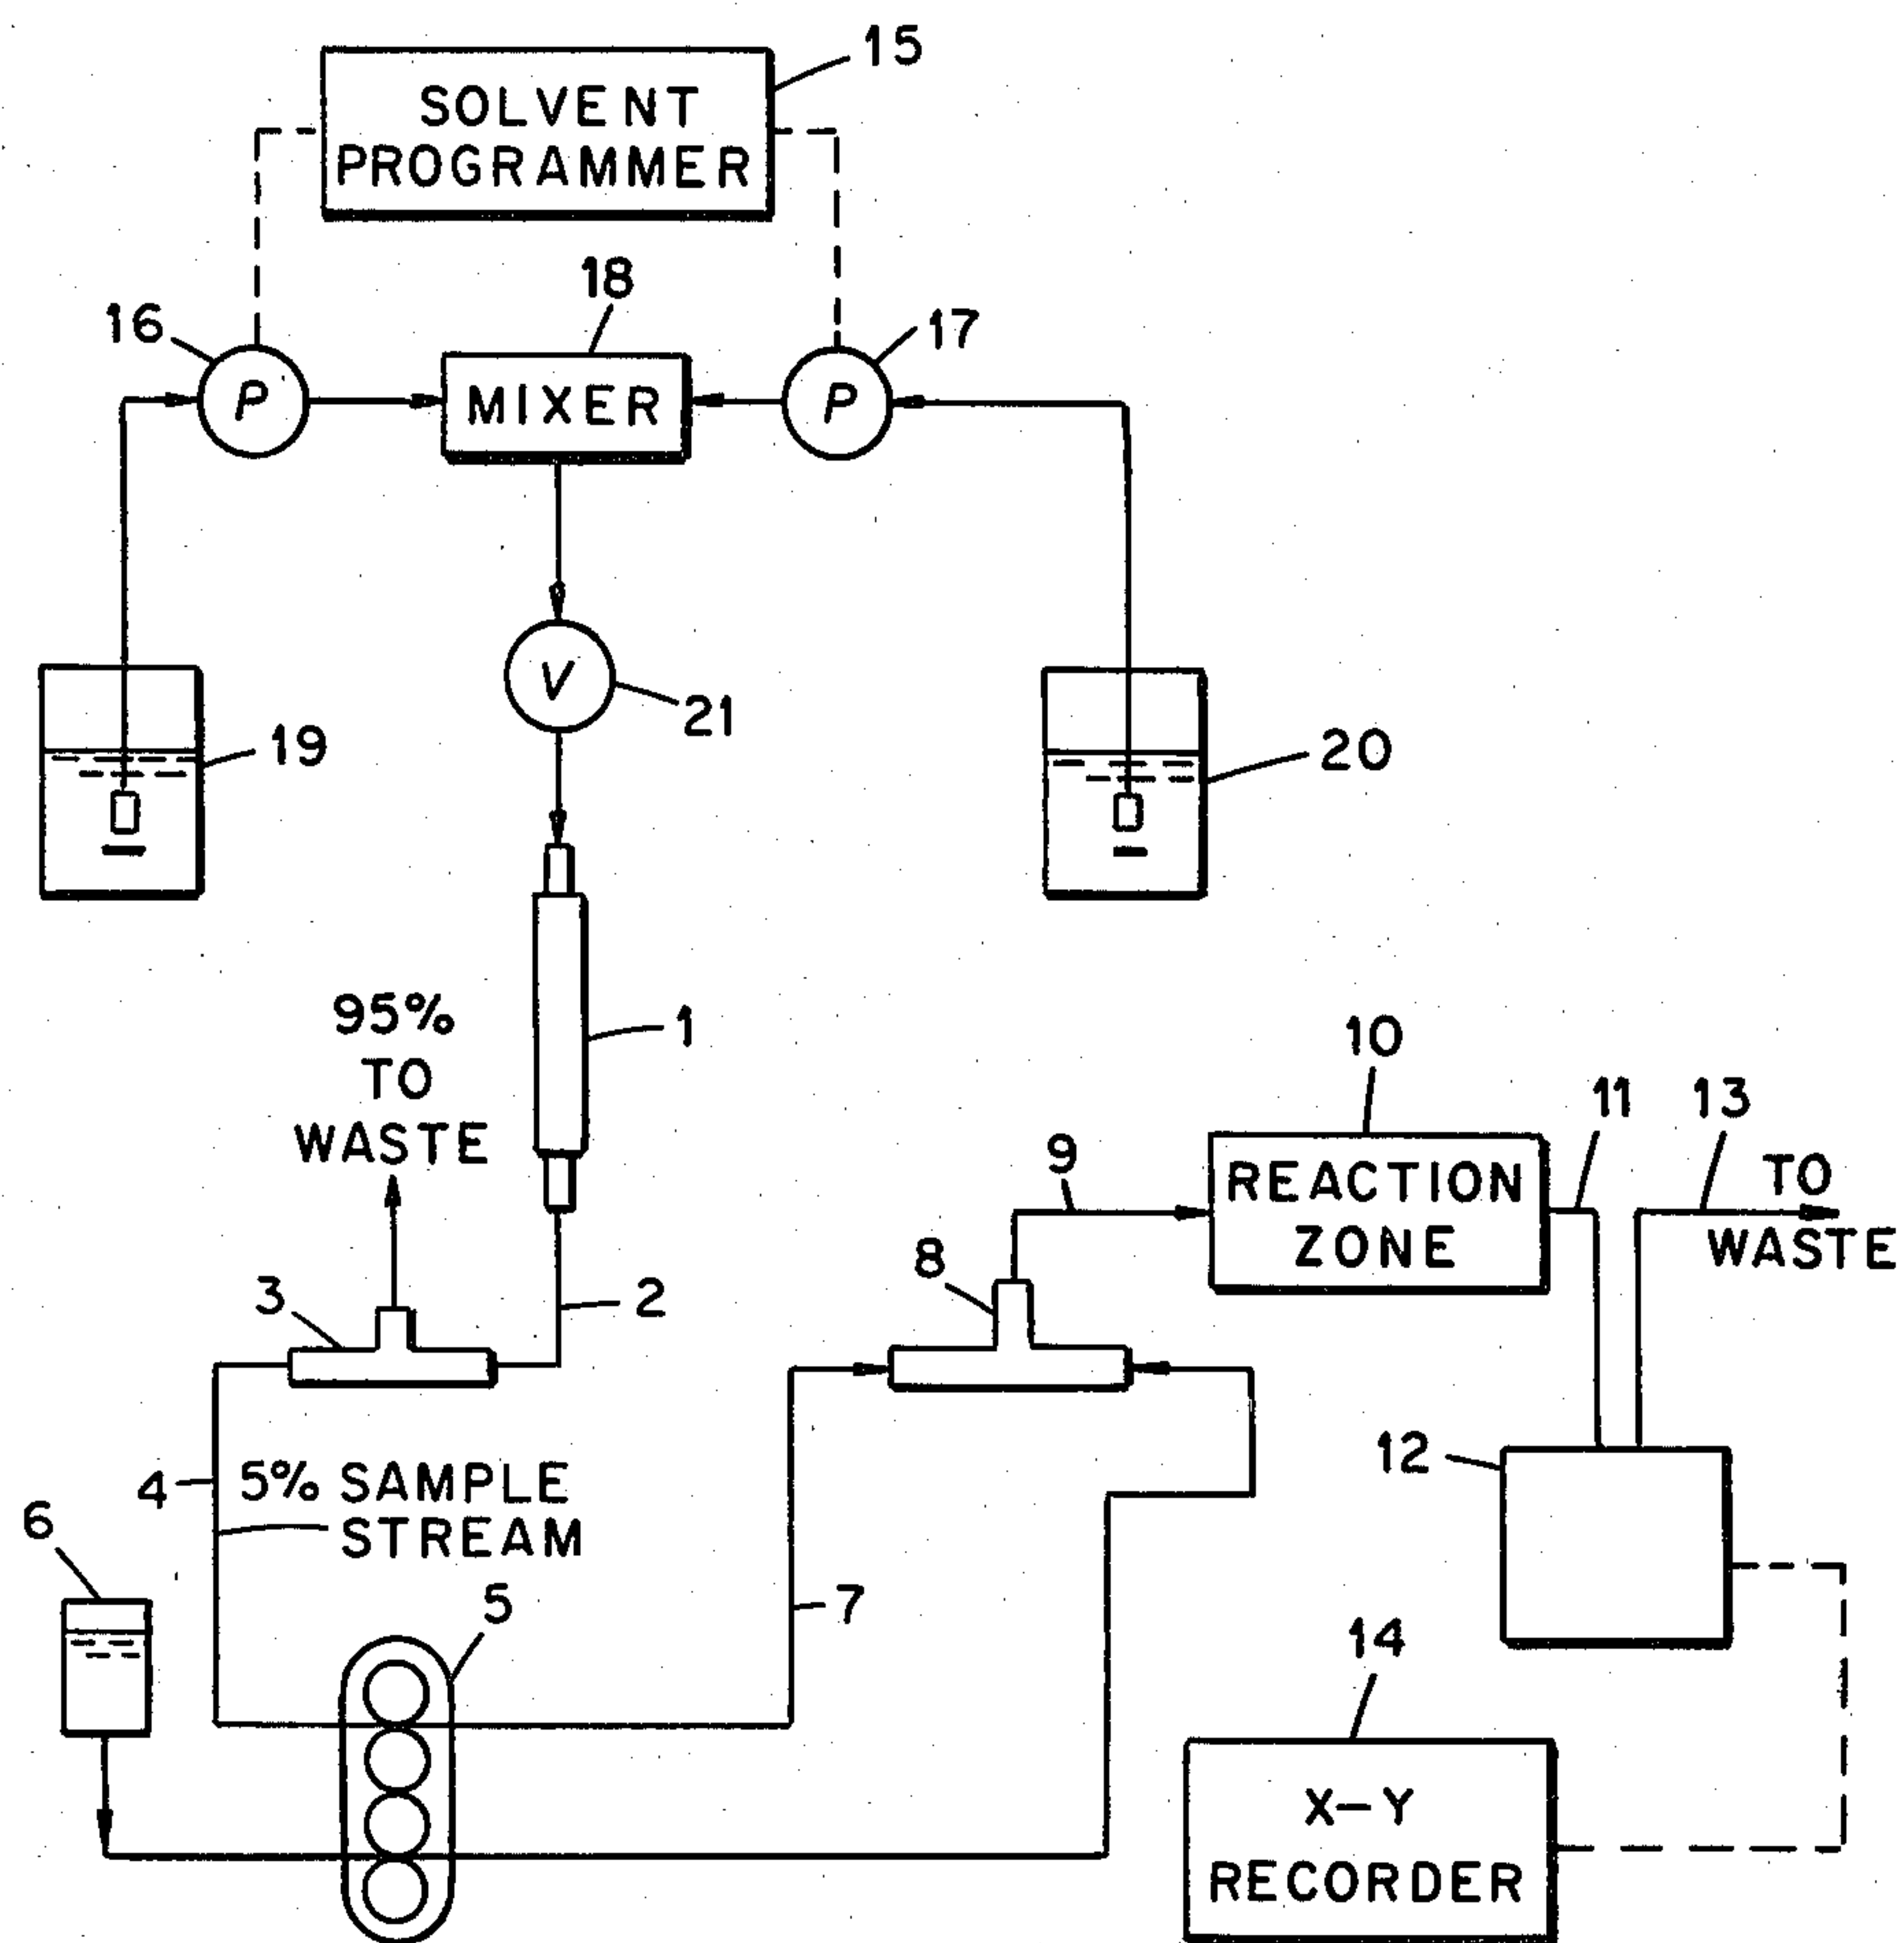 15
SOLVENT
PROGRAMMER
18
16
17
P
MIXER
P
V
21
19
20
95%
TO
WASTE
1
10
11
13
9
REACTION
ZONE
TO
WASTE
8
3
2
12
4
5% SAMPLE
STREAM
6
5
7
14
X-Y
RECORDER